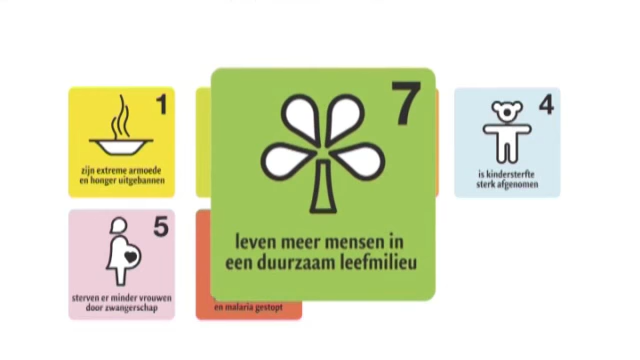 1
zijn extreme armoede
en honger uitgebannen
7
leven meer mensen in
een duurzaam leefmilieu
4
is kindersterfte
sterk afgenomen
5
sterven er minder vrouwen
door zwangerschap
en malaria gestopt